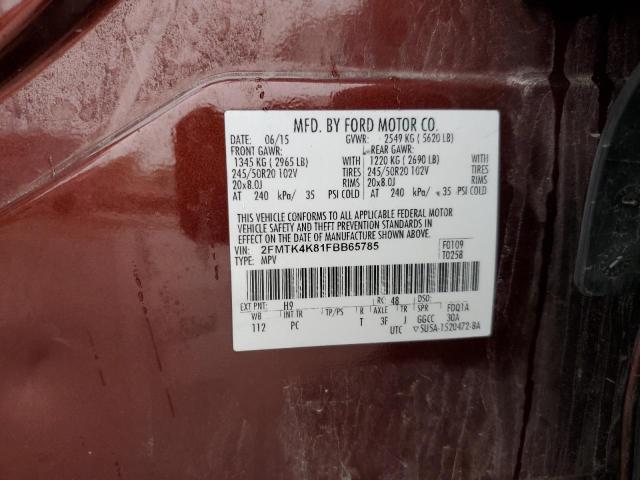 MFD. BY FORD MOTOR CO.
DATE: 06/15 GVWR: 2549 KG ( 5620 LB)
FRONT GAWR: REAR GAWR:
1345 KG ( 2965 LB) WITH 1220 KG ( 2690 LB) WITH
245/50R20 102V TIRES 245/50R20 102V TIRES
20x8.0J RIMS 20x8.0J RIMS
AT 240 kPa/ 35 PSI COLD AT 240 kPa/ 35 PSI COLD
THIS VEHICLE CONFORMS TO ALL APPLICABLE FEDERAL MOTOR
VEHICLE SAFETY AND THEFT PREVENTION STANDARDS IN
EFFECT ON THE DATE OF MANUFACTURE SHOWN ABOVE.
VIN: 2FMTK4K81FBB65785 F0109
TYPE: MPV T0258
EXT PNT: H9 RC: 48 DSO: FDQ1A
WB INT TR TP/PS R AXLE TR SPR 30A
112 PC T 3F J GGCC
UTC ▽5U5A-1520472-BA